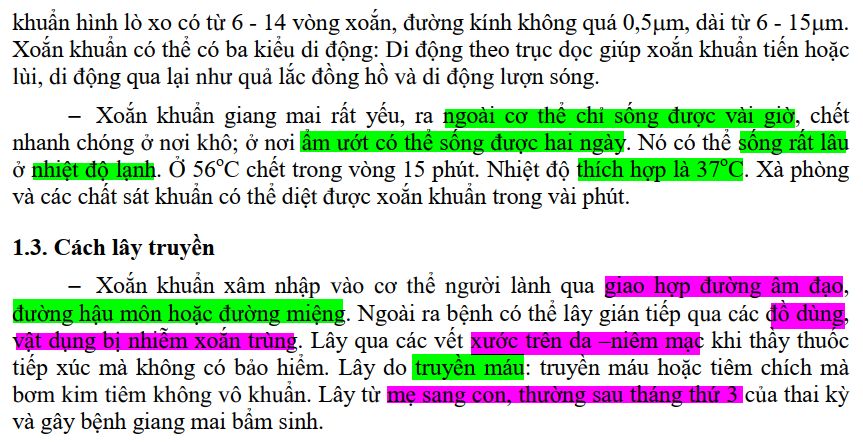 khuẩn hình lò xo có từ 6 - 14 vòng xoắn, đường kính không quá 0,5μm, dài từ 6 - 15μm.
Xoắn khuẩn có thể có ba kiểu di động: Di động theo trục dọc giúp xoắn khuẩn tiến hoặc
lùi, di động qua lại như quả lắc đồng hồ và di động lượn sóng.
– Xoắn khuẩn giang mai rất yếu, ra ngoài cơ thể chỉ sống được vài giờ, chết
nhanh chóng ở nơi khô; ở nơi ẩm ướt có thể sống được hai ngày. Nó có thể sống rất lâu
ở nhiệt độ lạnh. Ở 56°C chết trong vòng 15 phút. Nhiệt độ thích hợp là 37°C. Xà phòng
và các chất sát khuẩn có thể diệt được xoắn khuẩn trong vài phút.
1.3. Cách lây truyền
– Xoắn khuẩn xâm nhập vào cơ thể người lành qua giao hợp đường âm đạo,
đường hậu môn hoặc đường miệng. Ngoài ra bệnh có thể lây gián tiếp qua các đồ dùng,
vật dụng bị nhiễm xoắn trùng. Lây qua các vết xước trên da –niêm mạc khi thầy thuốc
tiếp xúc mà không có bảo hiểm. Lây do truyền máu: truyền máu hoặc tiêm chích mà
bơm kim tiêm không vô khuẩn. Lây từ mẹ sang con, thường sau tháng thứ 3 của thai kỳ
và gây bệnh giang mai bẩm sinh.